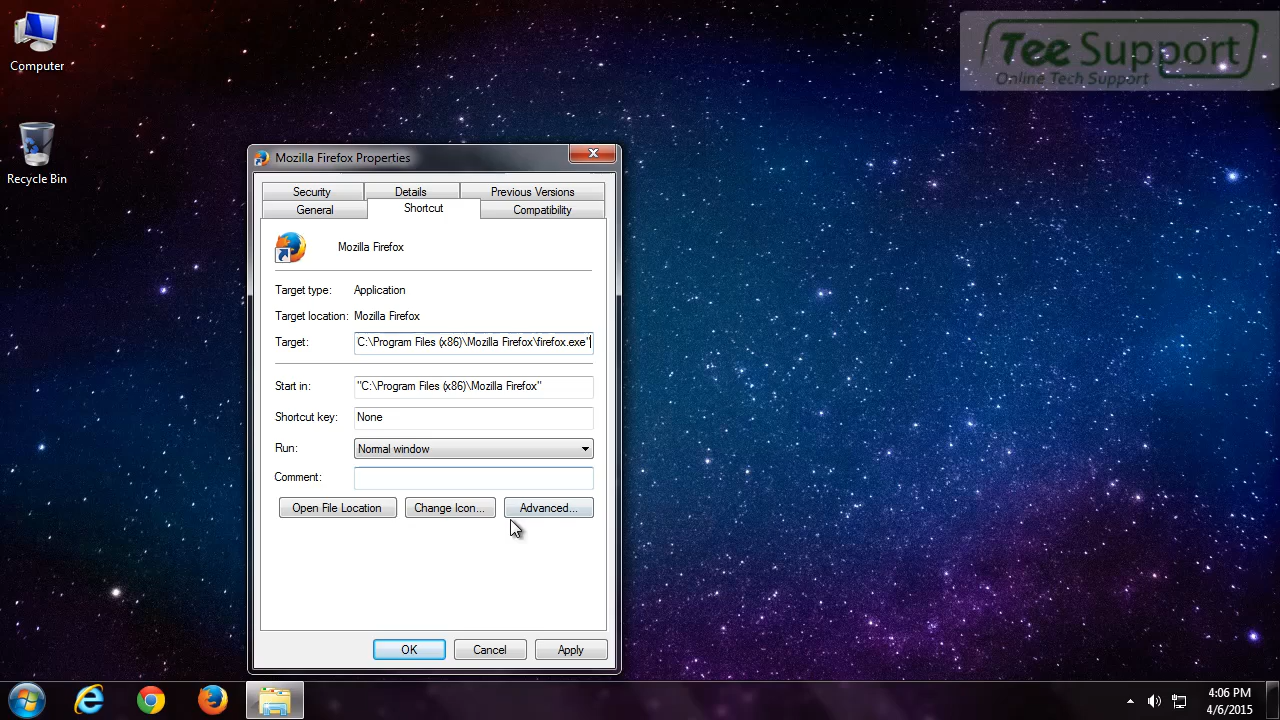 Computer
Tee Support
Online Tech Support
Recycle Bin
Mozilla Firefox Properties
Security Details Previous Versions
General Shortcut Compatibility
Mozilla Firefox
Target type: Application
Target location: Mozilla Firefox
Target: C:\Program Files (x86)\Mozilla Firefox\firefox.exe"
Start in: "C:\Program Files (x86)\Mozilla Firefox"
Shortcut key: None
Run: Normal window
Comment:
Open File Location Change Icon... Advanced...
OK Cancel Apply
4:06 PM
4/6/2015